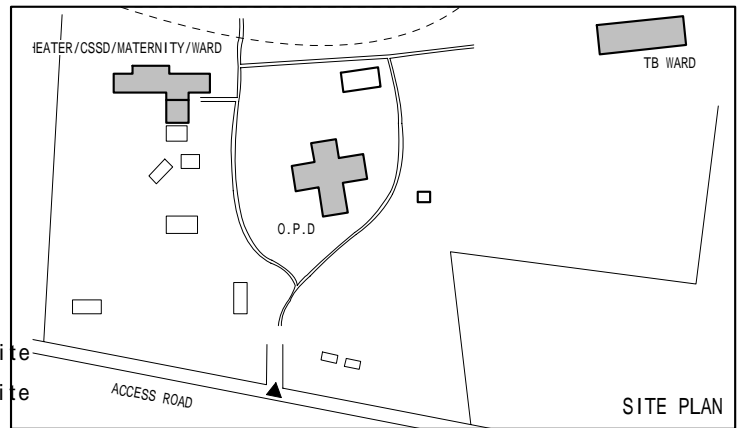 HEATER/CSSD/MATERNITY/WARD
TB WARD
O.P.D
ite
ite
ACCESS ROAD
SITE PLAN